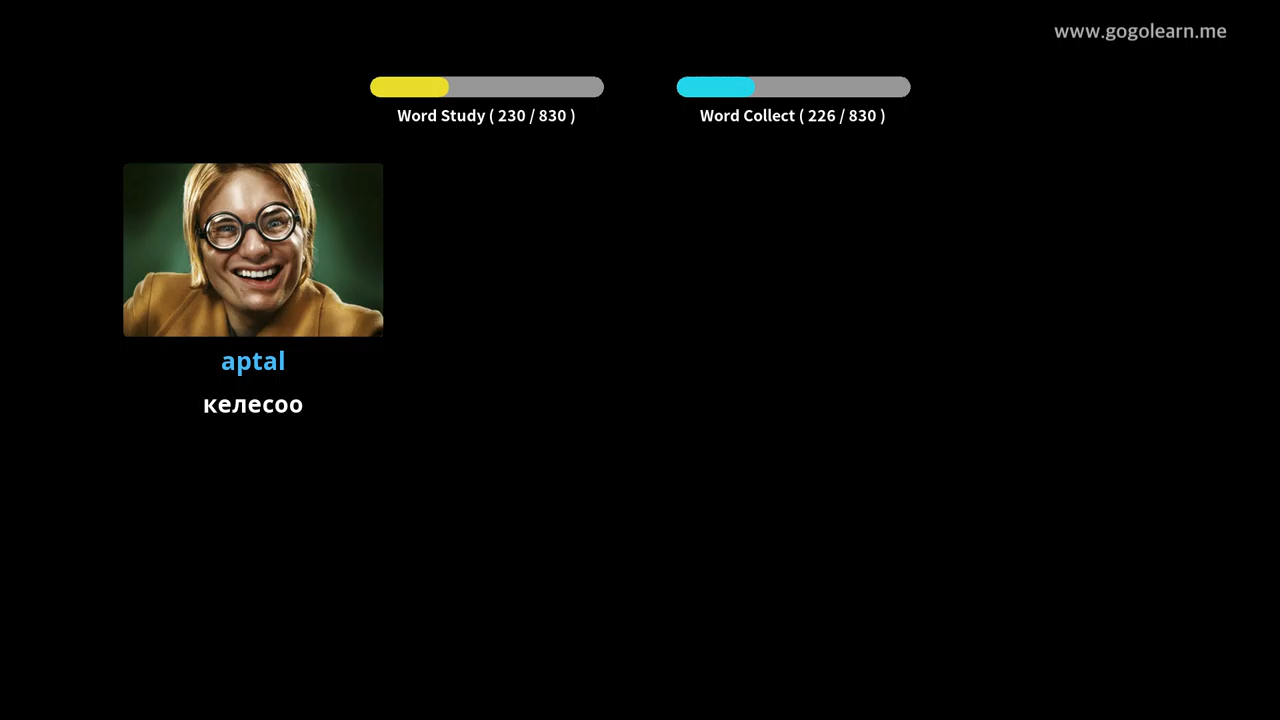 www.gogolearn.me
Word Study ( 230 / 830 )
Word Collect ( 226 / 830 )
aptal
келесоо